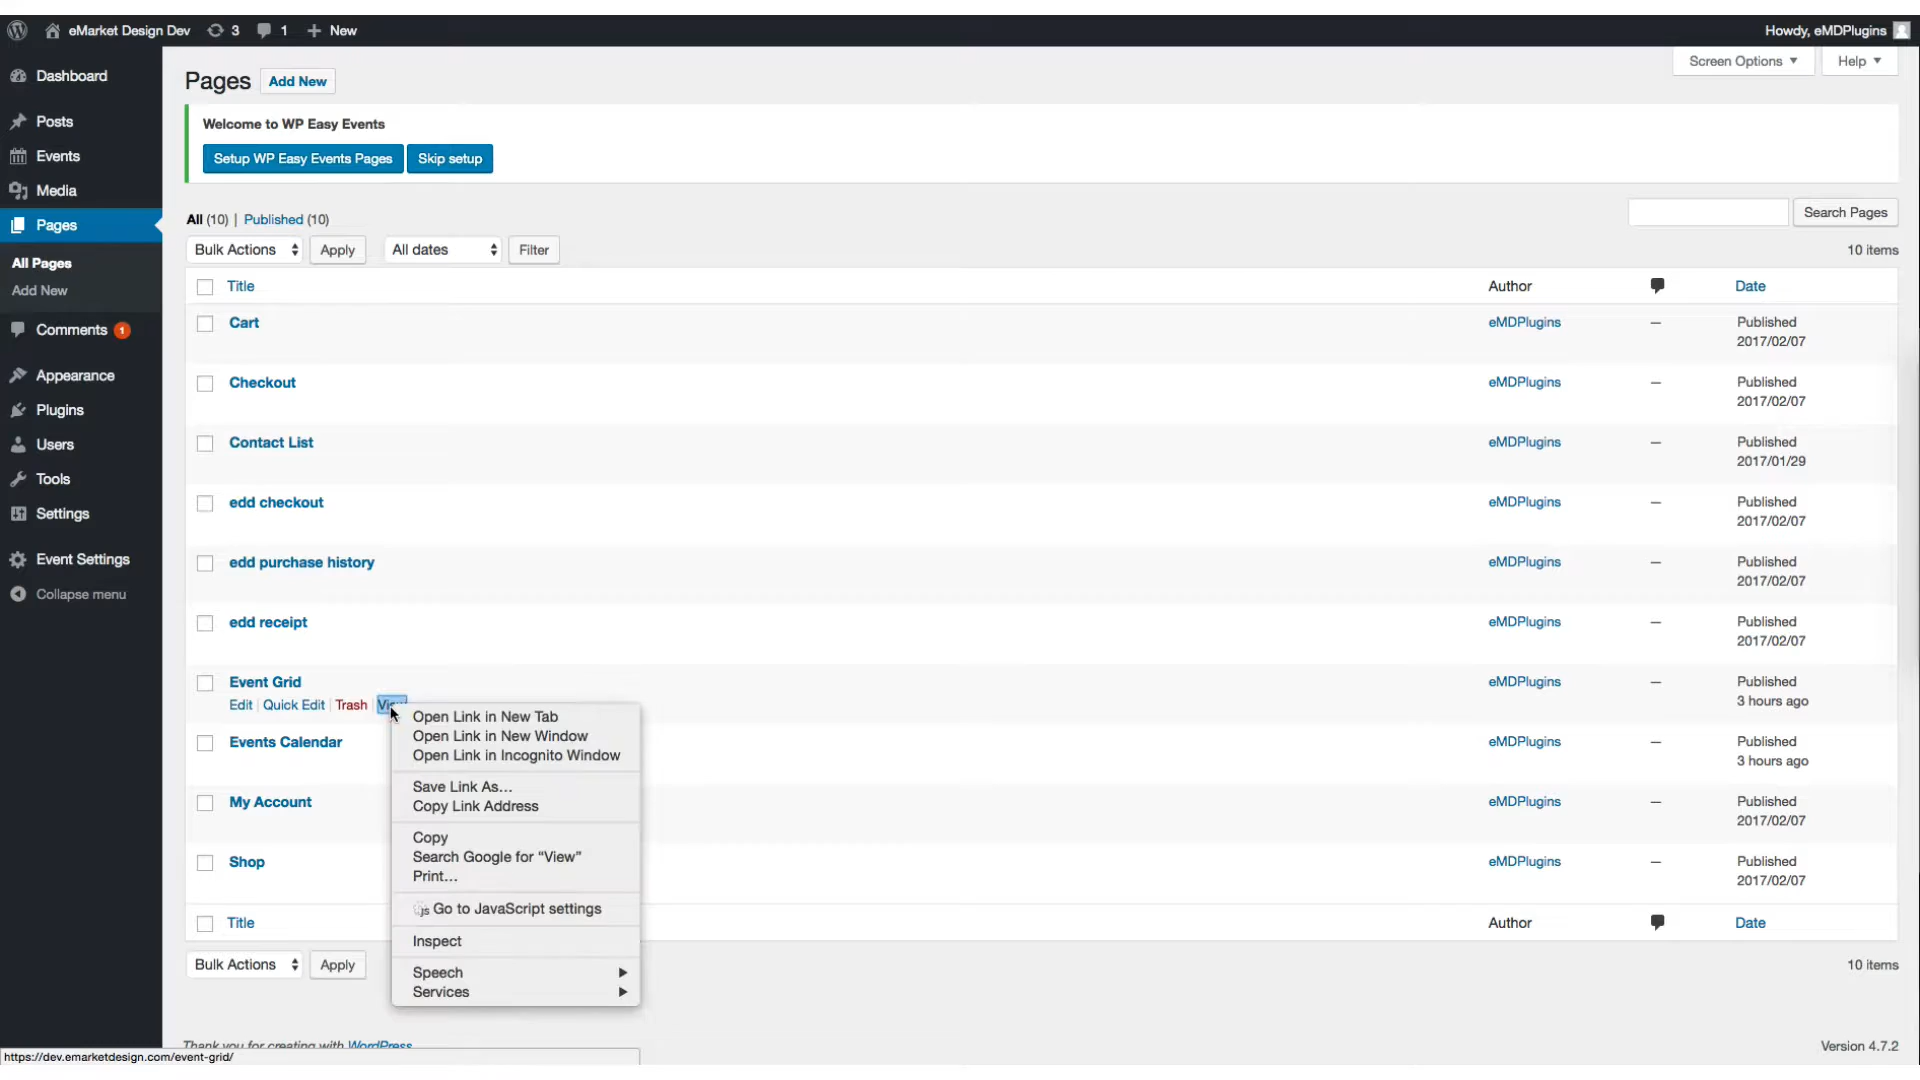 eMarket Design Dev 3 1 New Howdy, eMDPlugins
Screen Options Help
Dashboard
Posts
Events
Media
Pages
All Pages
Add New
Comments 1
Appearance
Plugins
Users
Tools
Settings
Event Settings
Collapse menu
Pages Add New
Welcome to WP Easy Events
Setup WP Easy Events Pages Skip setup
All (10) | Published (10)
Search Pages
Bulk Actions Apply All dates Filter
10 items
Title Author Date
Cart eMDPlugins — Published
2017/02/07
Checkout eMDPlugins — Published
2017/02/07
Contact List eMDPlugins — Published
2017/01/29
edd checkout eMDPlugins — Published
2017/02/07
edd purchase history eMDPlugins — Published
2017/02/07
edd receipt eMDPlugins — Published
2017/02/07
Event Grid eMDPlugins — Published
3 hours ago
Edit | Quick Edit | Trash | View
Events Calendar eMDPlugins — Published
3 hours ago
My Account eMDPlugins — Published
2017/02/07
Shop eMDPlugins — Published
2017/02/07
Title Author Date
Bulk Actions Apply
10 items
Open Link in New Tab
Open Link in New Window
Open Link in Incognito Window
Save Link As...
Copy Link Address
Copy
Search Google for “View”
Print...
js Go to JavaScript settings
Inspect
Speech
Services
Thank you for creating with WordPress
Version 4.7.2
https://dev.emarketdesign.com/event-grid/